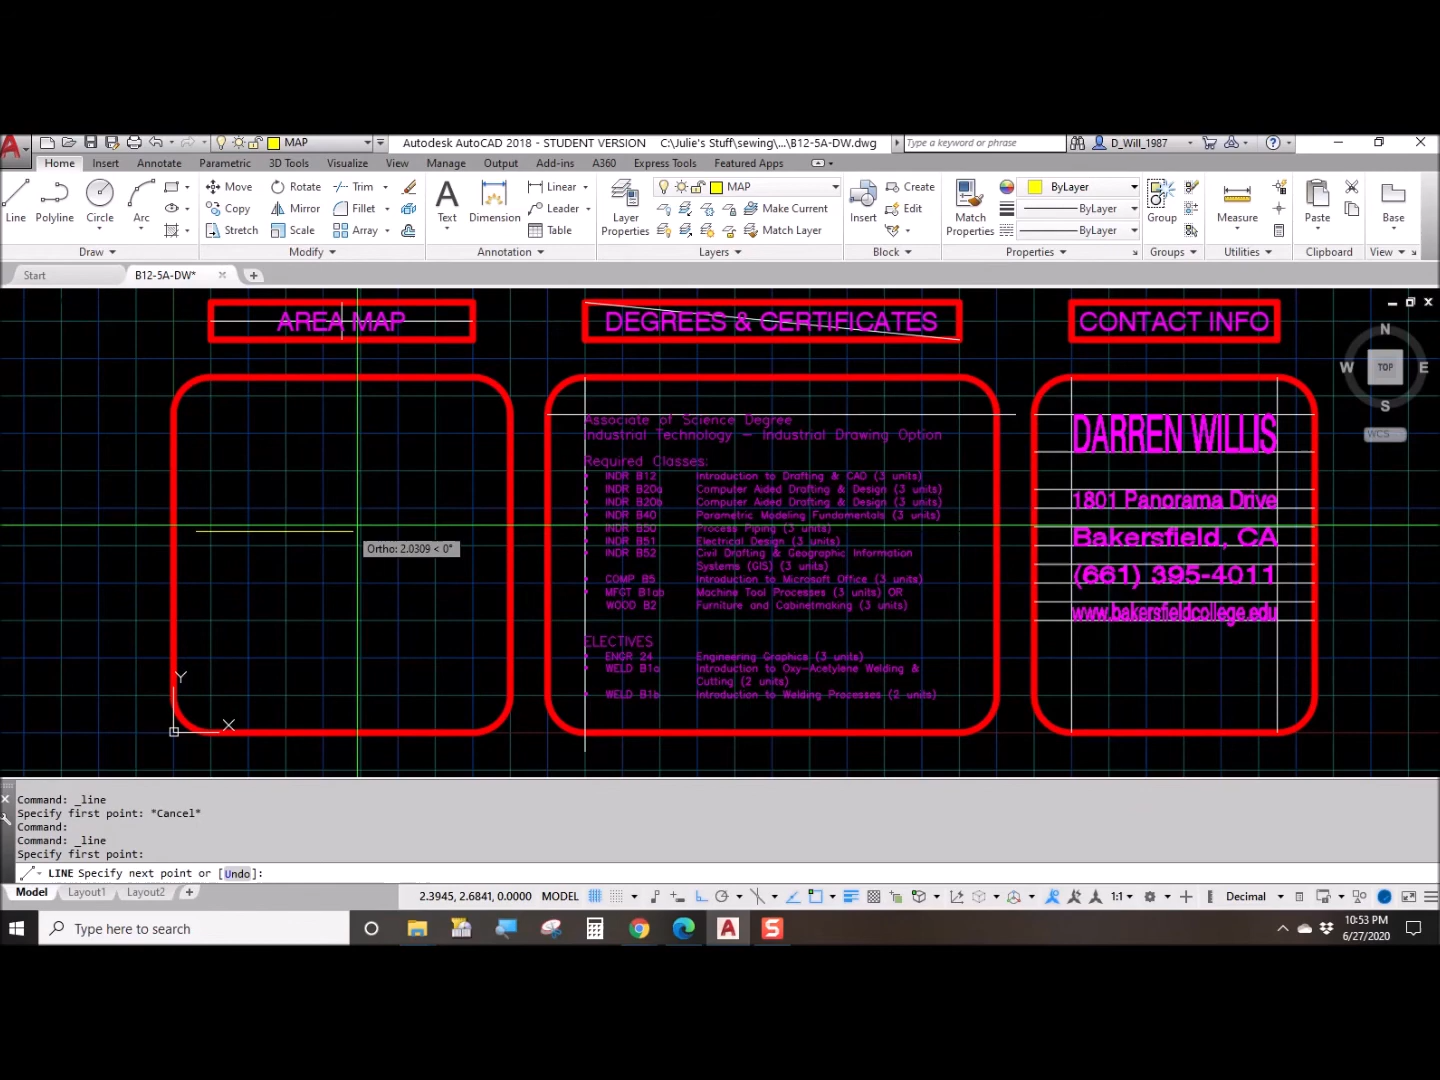 MAP
Autodesk AutoCAD 2018 - STUDENT VERSION C:\Julie's Stuff\sewing\...\B12-5A-DW.dwg
Type a keyword or phrase
D_Will_1987
Home Insert Annotate Parametric 3D Tools Visualize View Manage Output Add-ins A360 Express Tools Featured Apps
Line Polyline Circle Arc
Move Rotate Trim
Copy Mirror Fillet
Stretch Scale Array
Text Dimension
Linear
Leader
Table
Layer Properties
MAP
Make Current
Match Layer
Insert
Create
Edit
Match Properties
ByLayer
ByLayer
ByLayer
Group
Measure
Paste
Base
Draw Modify Annotation Layers Block Properties Groups Utilities Clipboard View
Start B12-5A-DW*
AREA MAP
DEGREES & CERTIFICATES
CONTACT INFO
N
W TOP E
S
WCS
Associate of Science Degree
Industrial Technology – Industrial Drawing Option
Required Classes:
• INDR B12 Introduction to Drafting & CAD (3 units)
• INDR B20a Computer Aided Drafting & Design (3 units)
• INDR B20b Computer Aided Drafting & Design (3 units)
• INDR B40 Parametric Modeling Fundamentals (3 units)
• INDR B50 Process Piping (3 units)
• INDR B51 Electrical Design (3 units)
• INDR B52 Civil Drafting & Geographic Information
Systems (GIS) (3 units)
• COMP B5 Introduction to Microsoft Office (3 units)
• MFGT B1ab Machine Tool Processes (3 units) OR
WOOD B2 Furniture and Cabinetmaking (3 units)
ELECTIVES
• ENGR 24 Engineering Graphics (3 units)
• WELD B1a Introduction to Oxy-Acetylene Welding &
Cutting (2 units)
• WELD B1b Introduction to Welding Processes (2 units)
DARREN WILLIS
1801 Panorama Drive
Bakersfield, CA
(661) 395-4011
www.bakersfieldcollege.edu
Ortho: 2.0309 < 0°
Y
X
Command: _line
Specify first point: *Cancel*
Command:
Command: _line
Specify first point:
LINE Specify next point or [Undo]:
Model Layout1 Layout2
2.3945, 2.6841, 0.0000 MODEL 1:1 Decimal
Type here to search
10:53 PM
6/27/2020